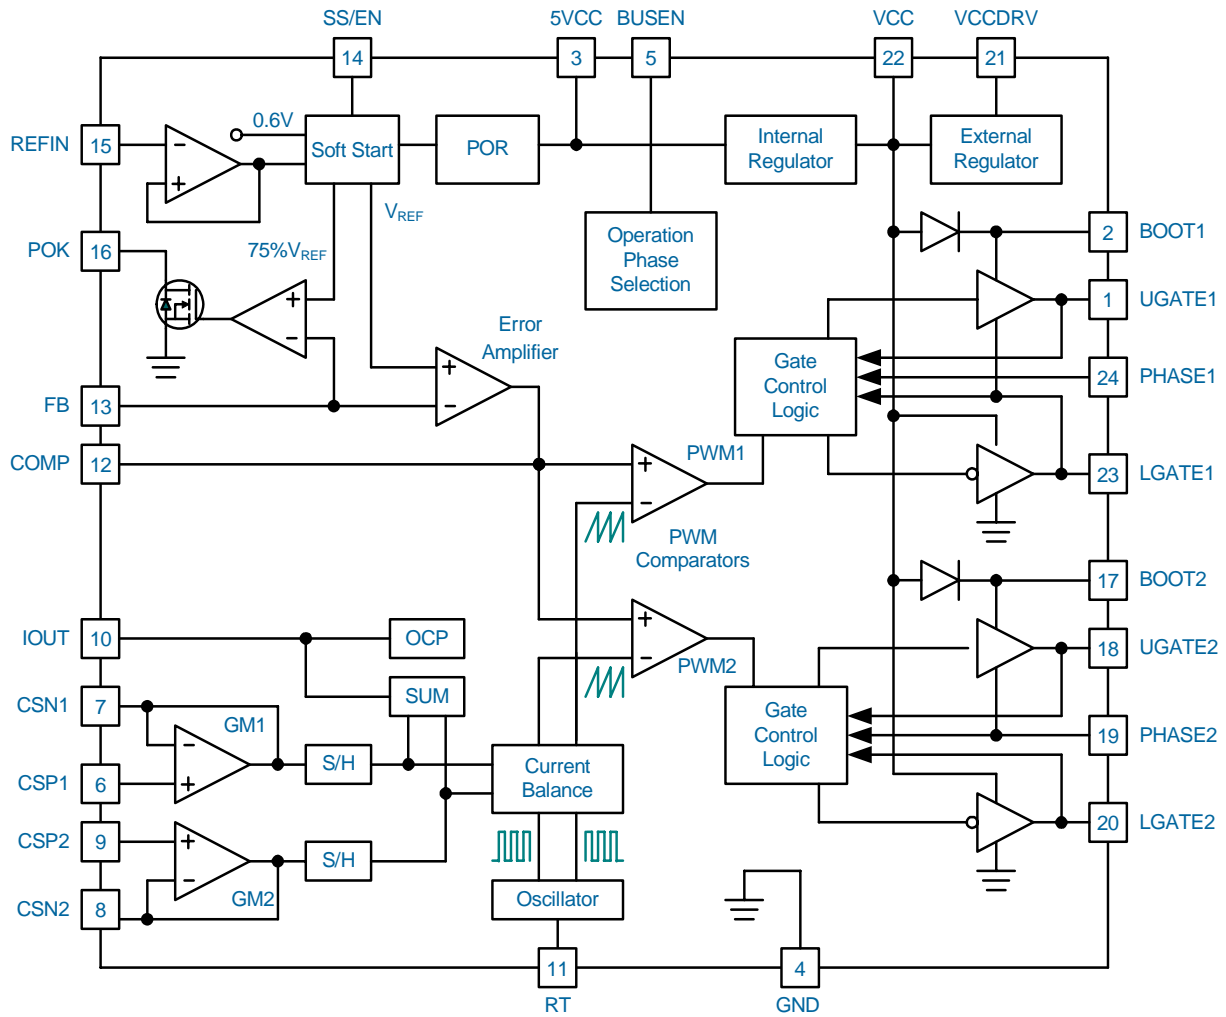 SS/EN
5VCC
BUSEN
VCC
VCCDRV
14
3
5
22
21
REFIN
15
0.6V
−
+
Soft Start
POR
Internal
Regulator
External
Regulator
VREF
POK
16
75%VREF
+
−
Operation
Phase
Selection
2
BOOT1
1
UGATE1
Error
Amplifier
+
−
Gate
Control
Logic
24
PHASE1
FB
13
COMP
12
+
−
PWM1
23
LGATE1
PWM
Comparators
17
BOOT2
IOUT
10
OCP
+
−
PWM2
18
UGATE2
CSN1
7
SUM
GM1
−
+
S/H
Gate
Control
Logic
19
PHASE2
CSP1
6
Current
Balance
CSP2
9
+
−
S/H
20
LGATE2
GM2
CSN2
8
Oscillator
11
4
RT
GND